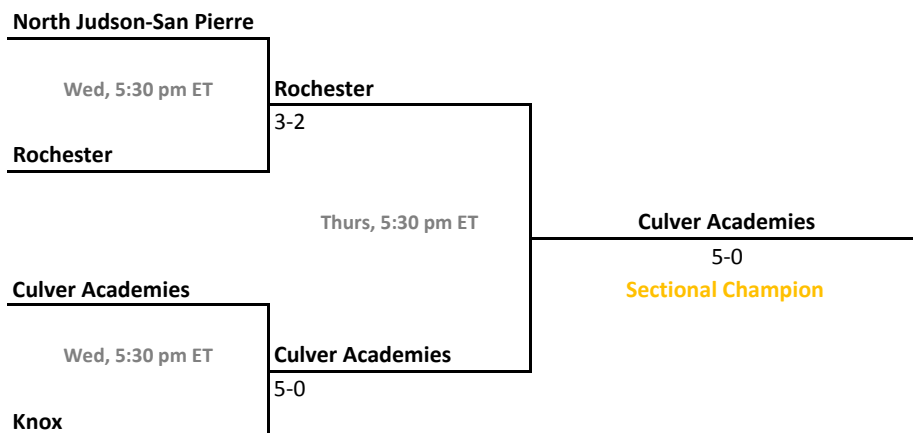 North Judson-San Pierre
Wed, 5:30 pm ET
Rochester
3-2
Rochester
Thurs, 5:30 pm ET
Culver Academies
5-0
Sectional Champion
Culver Academies
Wed, 5:30 pm ET
Culver Academies
5-0
Knox